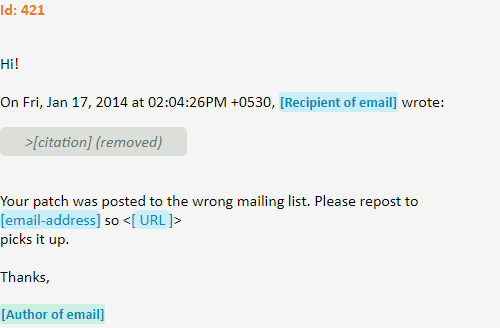 Id: 421
Hi!
On Fri, Jan 17, 2014 at 02:04:26PM +0530, [Recipient of email] wrote:
>[citation] (removed)
Your patch was posted to the wrong mailing list. Please repost to
[email-address] so <[ URL ]>
picks it up.
Thanks,
[Author of email]